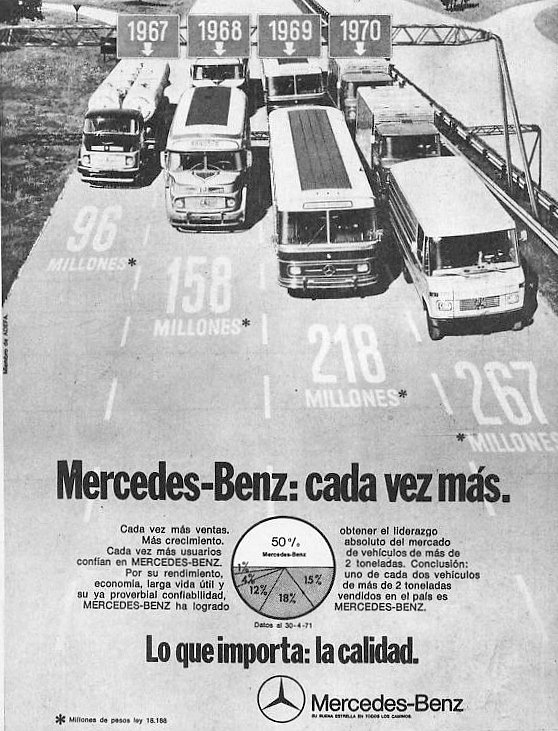 1967
1968
1969
1970
96
MILLONES*
158
MILLONES*
218
MILLONES*
267
*MILLONES
Miembro de ADEFA.
Mercedes-Benz: cada vez más.
Cada vez más ventas.
Más crecimiento.
Cada vez más usuarios
confían en MERCEDES-BENZ.
Por su rendimiento,
economía, larga vida útil y
su ya proverbial confiabilidad,
MERCEDES-BENZ ha logrado
50%
Mercedes-Benz
1%
4%
12%
18%
15%
Datos al 30-4-71
obtener el liderazgo
absoluto del mercado
de vehículos de más de
2 toneladas. Conclusión:
uno de cada dos vehículos
de más de 2 toneladas
vendidos en el país es
MERCEDES-BENZ.
Lo que importa: la calidad.
Mercedes-Benz
SU BUENA ESTRELLA EN TODOS LOS CAMINOS
* Millones de pesos ley 18.188